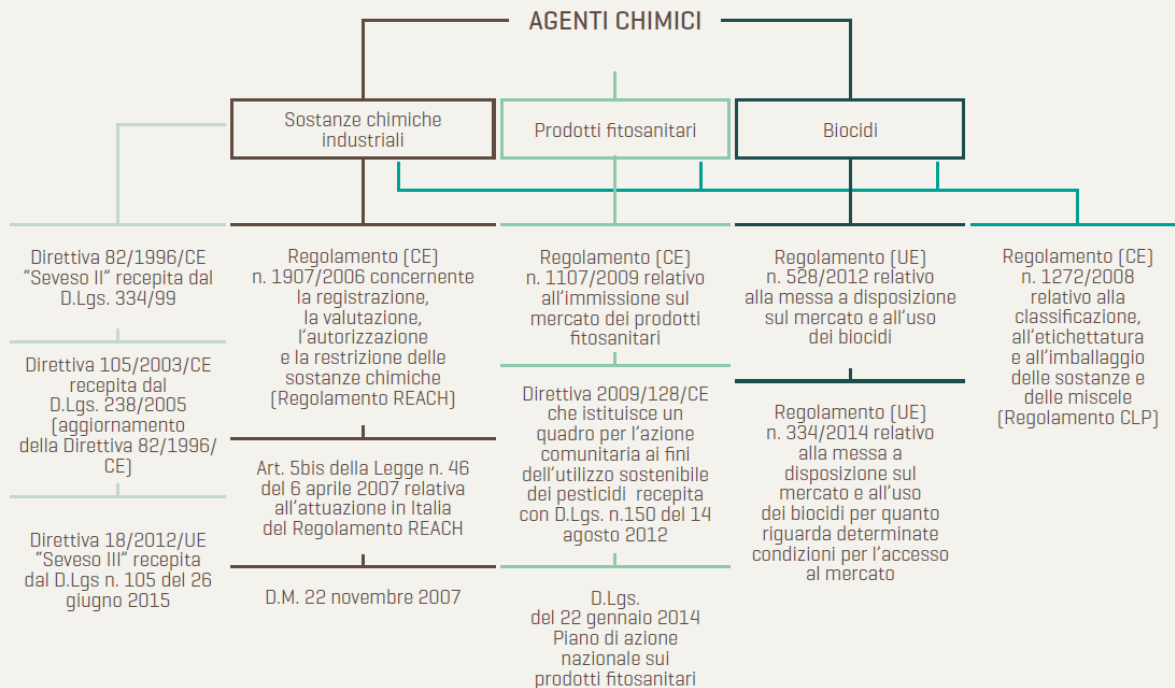 AGENTI CHIMICI
Sostanze chimiche
industriali
Prodotti fitosanitari
Biocidi
Direttiva 82/1996/CE
"Seveso II" recepita dal
D.Lgs. 334/99
Direttiva 105/2003/CE
recepita dal
D.Lgs. 238/2005
(aggiornamento
della Direttiva 82/1996/
CE)
Direttiva 18/2012/UE
"Seveso III" recepita
dal D.Lgs n. 105 del 26
giugno 2015
Regolamento (CE)
n. 1907/2006 concernente
la registrazione,
la valutazione,
l'autorizzazione
e la restrizione delle
sostanze chimiche
(Regolamento REACH)
Art. 5bis della Legge n. 46
del 6 aprile 2007 relativa
all'attuazione in Italia
del Regolamento REACH
D.M. 22 novembre 2007
Regolamento (CE)
n. 1107/2009 relativo
all'immissione sul
mercato dei prodotti
fitosanitari
Direttiva 2009/128/CE
che istituisce un
quadro per l'azione
comunitaria ai fini
dell'utilizzo sostenibile
dei pesticidi recepita
con D.Lgs. n.150 del 14
agosto 2012
D.Lgs.
del 22 gennaio 2014
Piano di azione
nazionale sui
prodotti fitosanitari
Regolamento (UE)
n. 528/2012 relativo
alla messa a disposizione
sul mercato e all'uso
dei biocidi
Regolamento (UE)
n. 334/2014 relativo
alla messa a
disposizione sul
mercato e all'uso
dei biocidi per quanto
riguarda determinate
condizioni per l'accesso
al mercato
Regolamento (CE)
n. 1272/2008
relativo alla
classificazione,
all'etichettatura
e all'imballaggio
delle sostanze e
delle miscele
(Regolamento CLP)